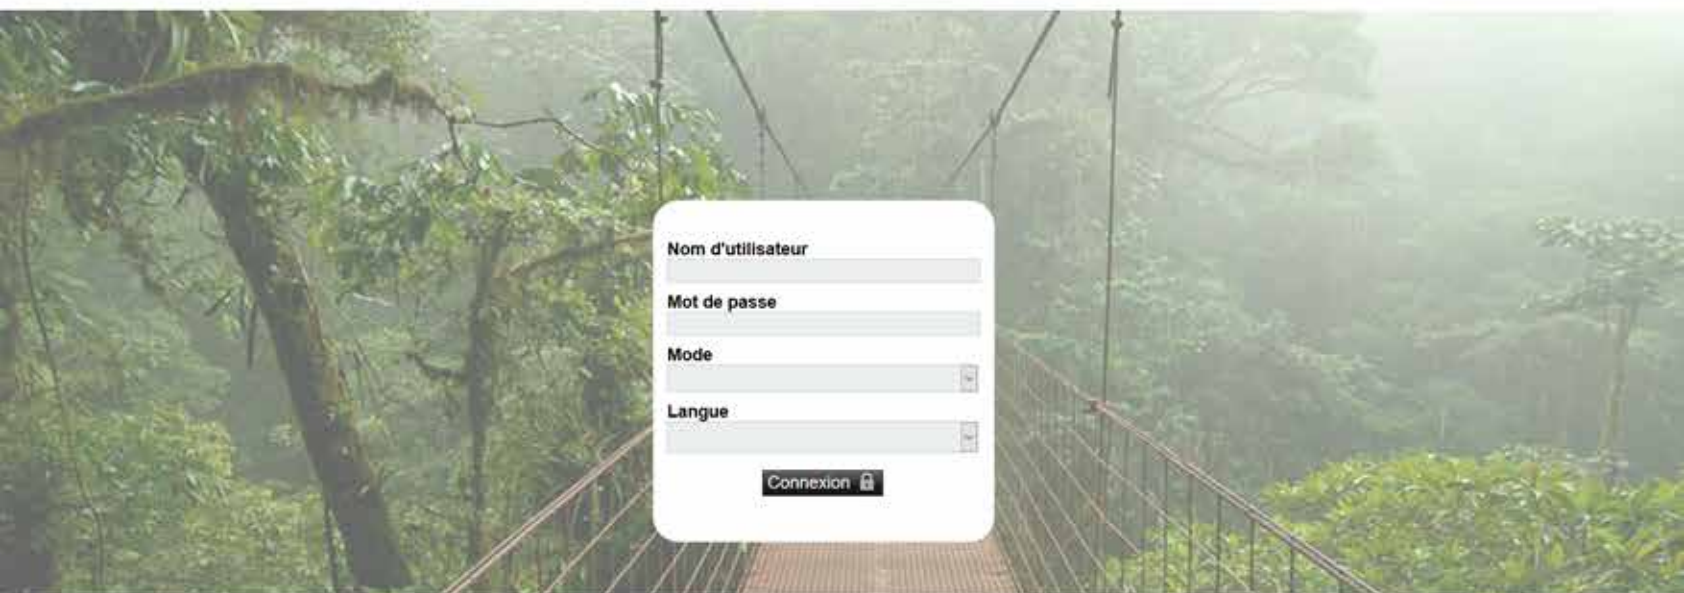 Nom d'utilisateur
Mot de passe
Mode
Langue
Connexion